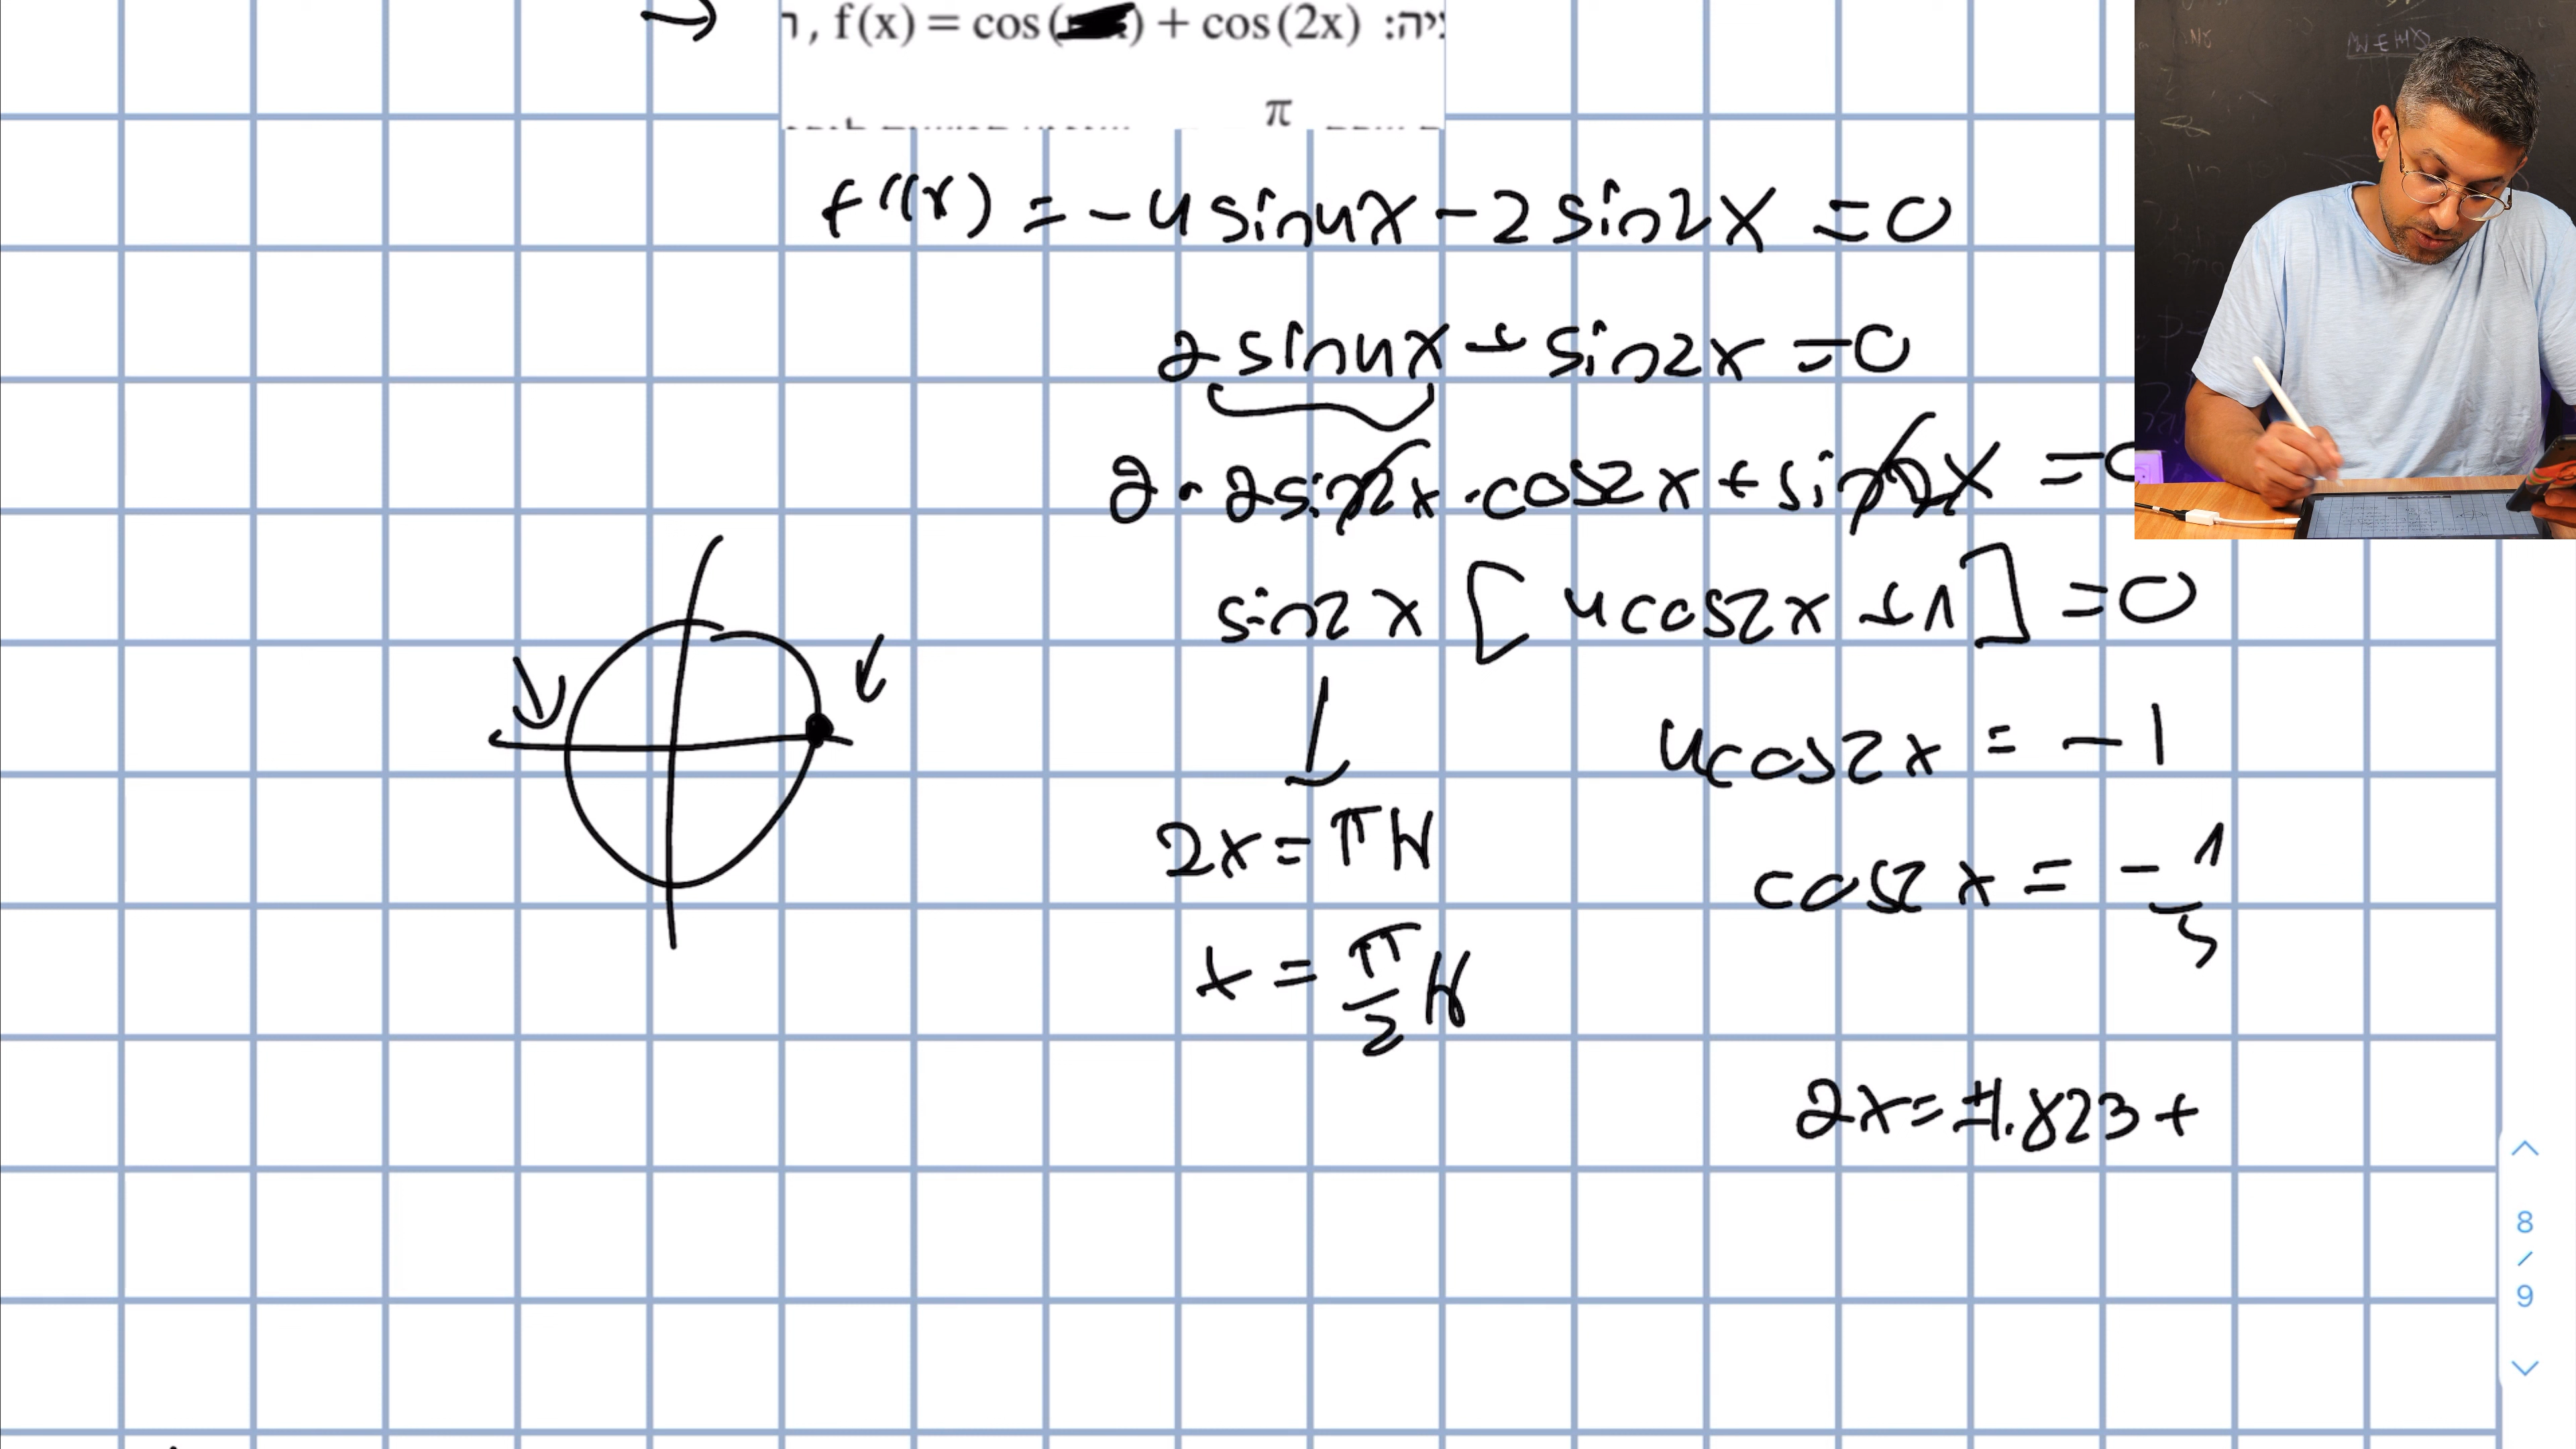 f(x) = cos( ) + cos(2x) :יה
π
f'(x) = -4sin4x - 2sin2x = 0
2sin4x + sin2x = 0
2·2sin2x·cos2x + sin2x = 0
sin2x [4cos2x + 1] = 0
4cos2x = -1
2x = πk
cos2x = -1/4
x = π/2 k
2x = ±1.823 +
8
/
9